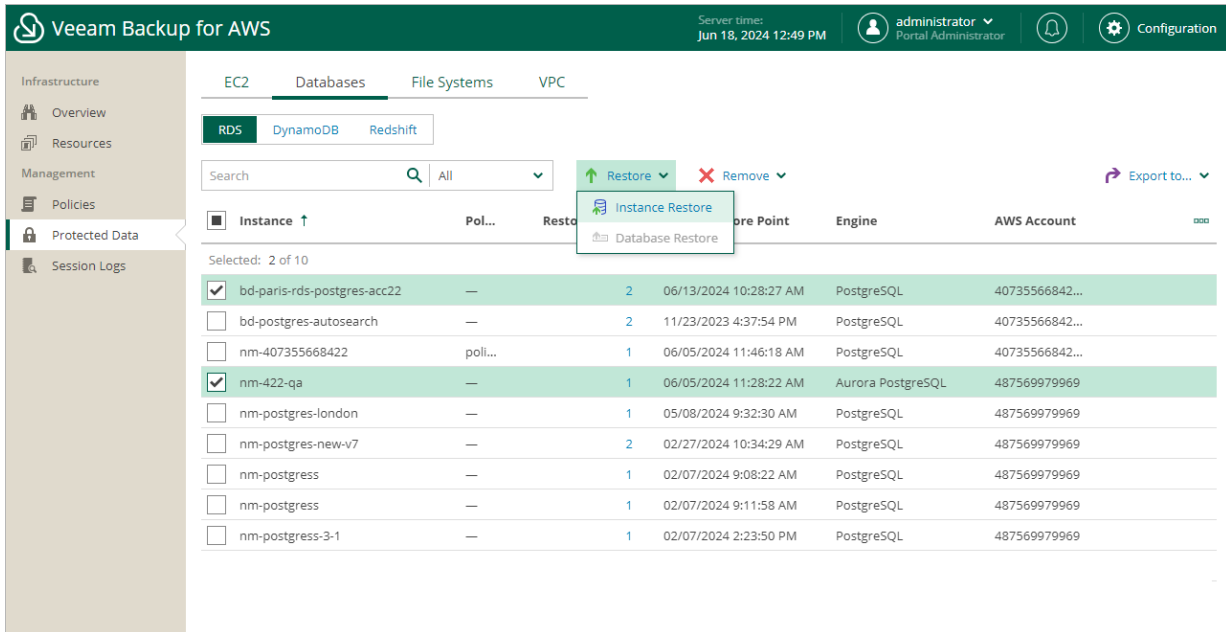 Veeam Backup for AWS
Server time:
Jun 18, 2024 12:49 PM
administrator
Portal Administrator
Configuration
Infrastructure
Overview
Resources
Management
Policies
Protected Data
Session Logs
EC2 Databases File Systems VPC
RDS DynamoDB Redshift
Search All Restore Remove Export to...
Instance Restore
Database Restore
Instance ↑ Pol... Resto ore Point Engine AWS Account
Selected: 2 of 10
bd-paris-rds-postgres-acc22 — 2 06/13/2024 10:28:27 AM PostgreSQL 40735566842...
bd-postgres-autosearch — 2 11/23/2023 4:37:54 PM PostgreSQL 40735566842...
nm-407355668422 poli... 1 06/05/2024 11:46:18 AM PostgreSQL 40735566842...
nm-422-qa — 1 06/05/2024 11:28:22 AM Aurora PostgreSQL 487569979969
nm-postgres-london — 1 05/08/2024 9:32:30 AM PostgreSQL 487569979969
nm-postgres-new-v7 — 2 02/27/2024 10:34:29 AM PostgreSQL 487569979969
nm-postgress — 1 02/07/2024 9:08:22 AM PostgreSQL 487569979969
nm-postgress — 1 02/07/2024 9:11:58 AM PostgreSQL 487569979969
nm-postgress-3-1 — 1 02/07/2024 2:23:50 PM PostgreSQL 487569979969